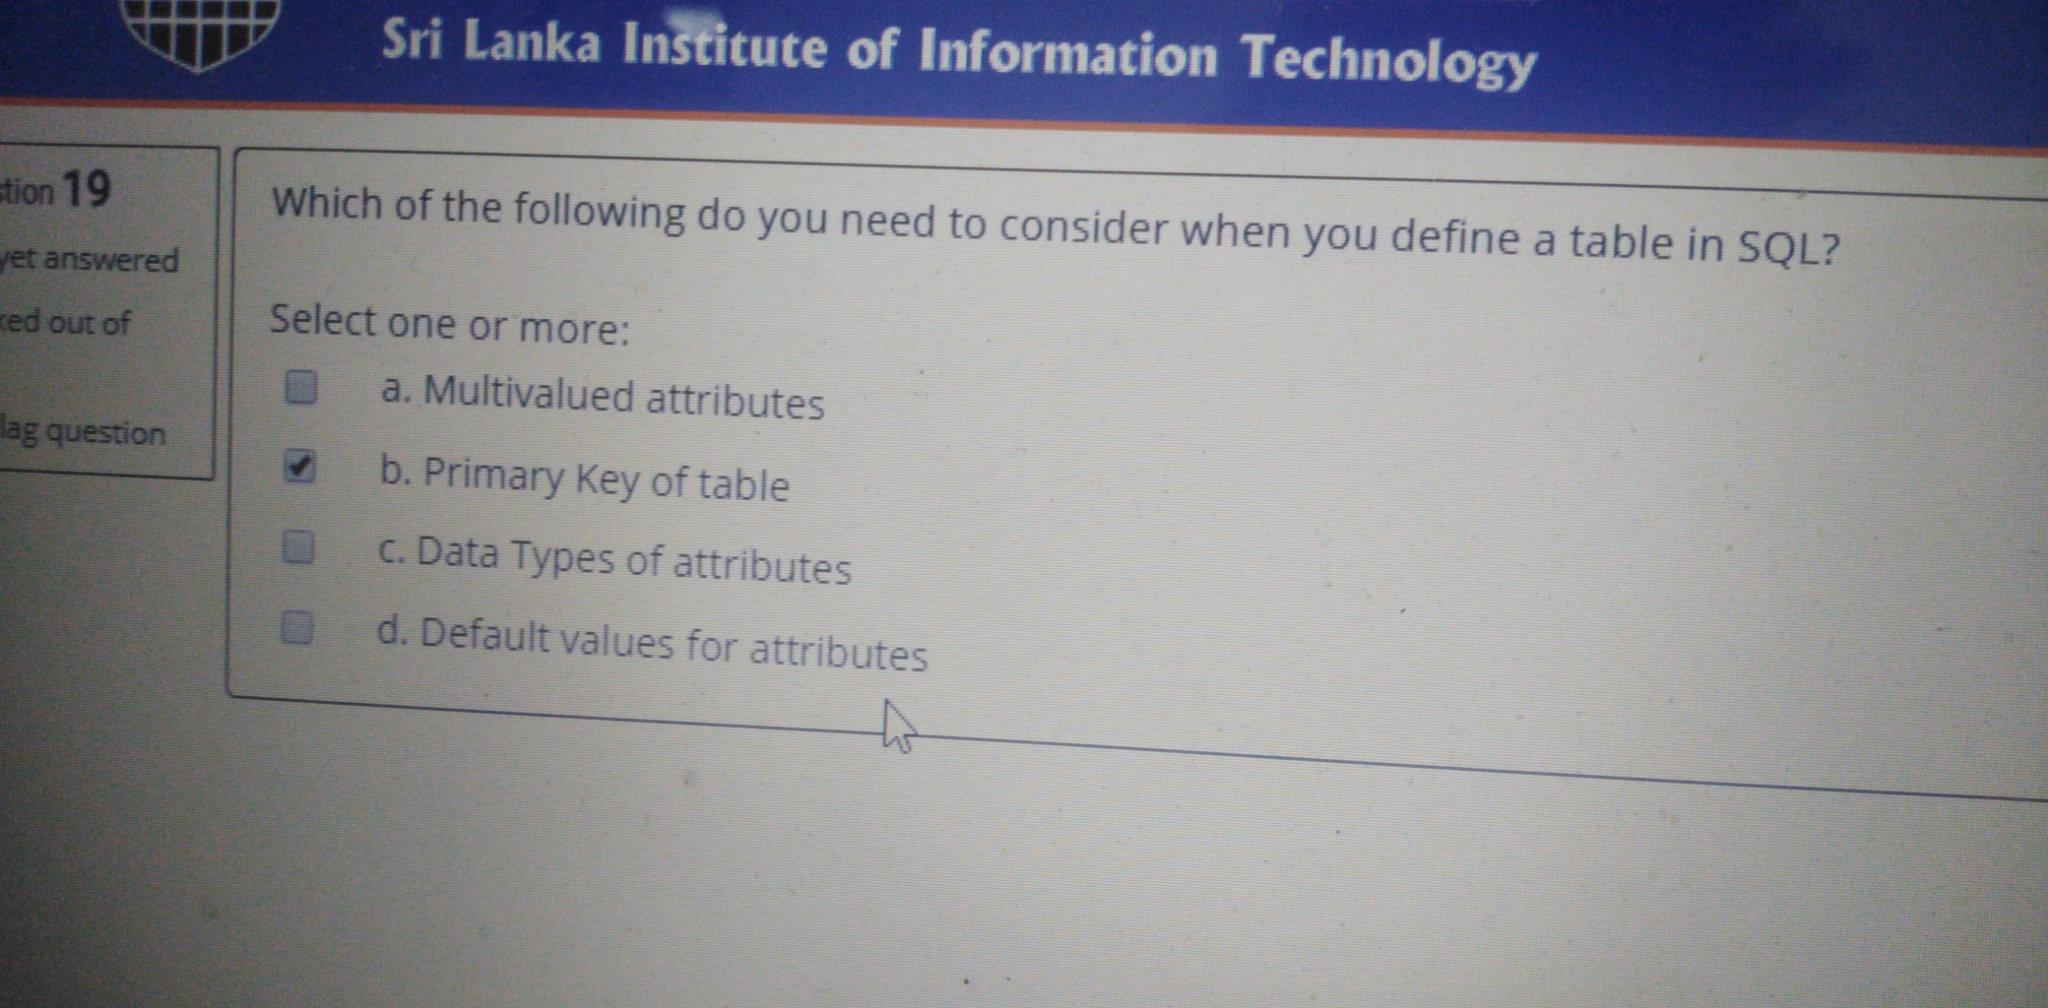 Sri Lanka Institute of Information Technology
tion 19
yet answered
out of
question
Which of the following do you need to consider when you define a table in SQL?
Select one or more:
a. Multivalued attributes
b. Primary Key of table
c. Data Types of attributes
d. Default values for attributes